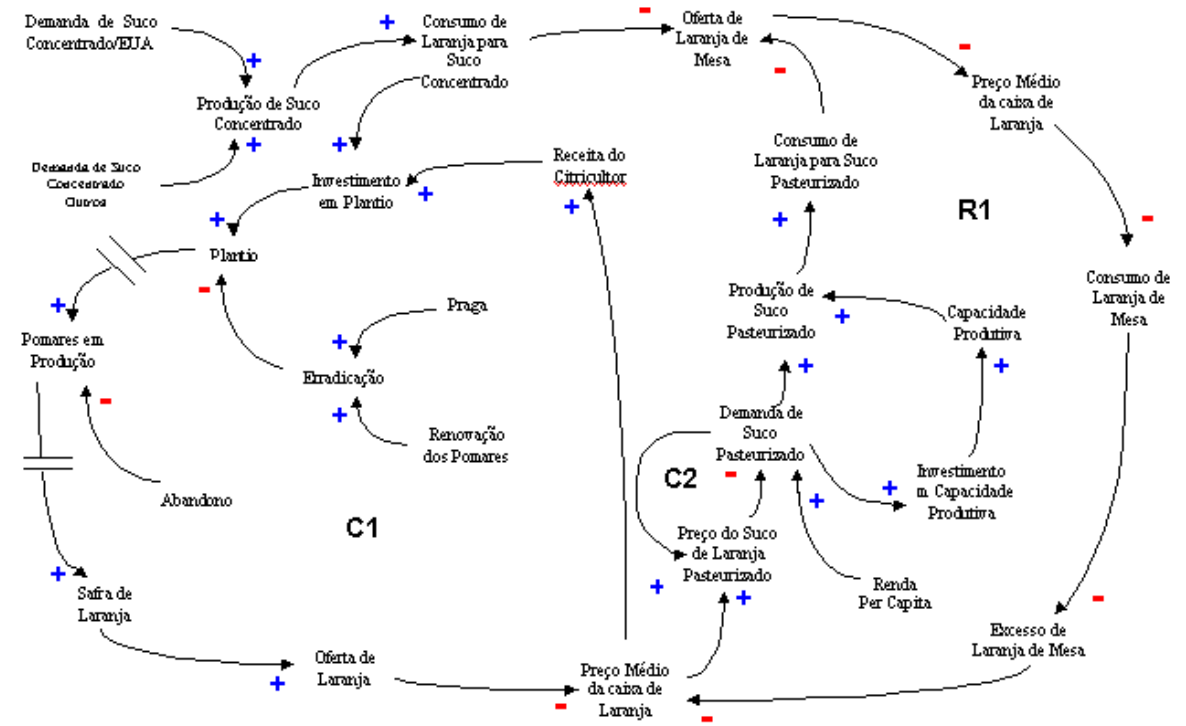 Demanda de Suco
Concentrado/EUA
Consumo de
Laranja para
Suco
Concentrado
Oferta de
Laranja de
Mesa
Preço Médio
da caixa de
Laranja
Produção de Suco
Concentrado
Demanda de Suco
Concentrado
Outros
Investimento
em Plantio
Receita do
Citricultor
Consumo de
Laranja para Suco
Pasteurizado
R1
Plantio
Consumo de
Laranja de
Mesa
Pomares em
Produção
Praga
Produção de
Suco
Pasteurizado
Capacidade
Produtiva
Erradicação
Renovação
dos Pomares
Demanda de
Suco
Pasteurizado
Investimento
m Capacidade
Produtiva
Abandono
C1
C2
Preço do Suco
de Laranja
Pasteurizado
Renda
Per Capita
Safra de
Laranja
Oferta de
Laranja
Preço Médio
da caixa de
Laranja
Excesso de
Laranja de Mesa